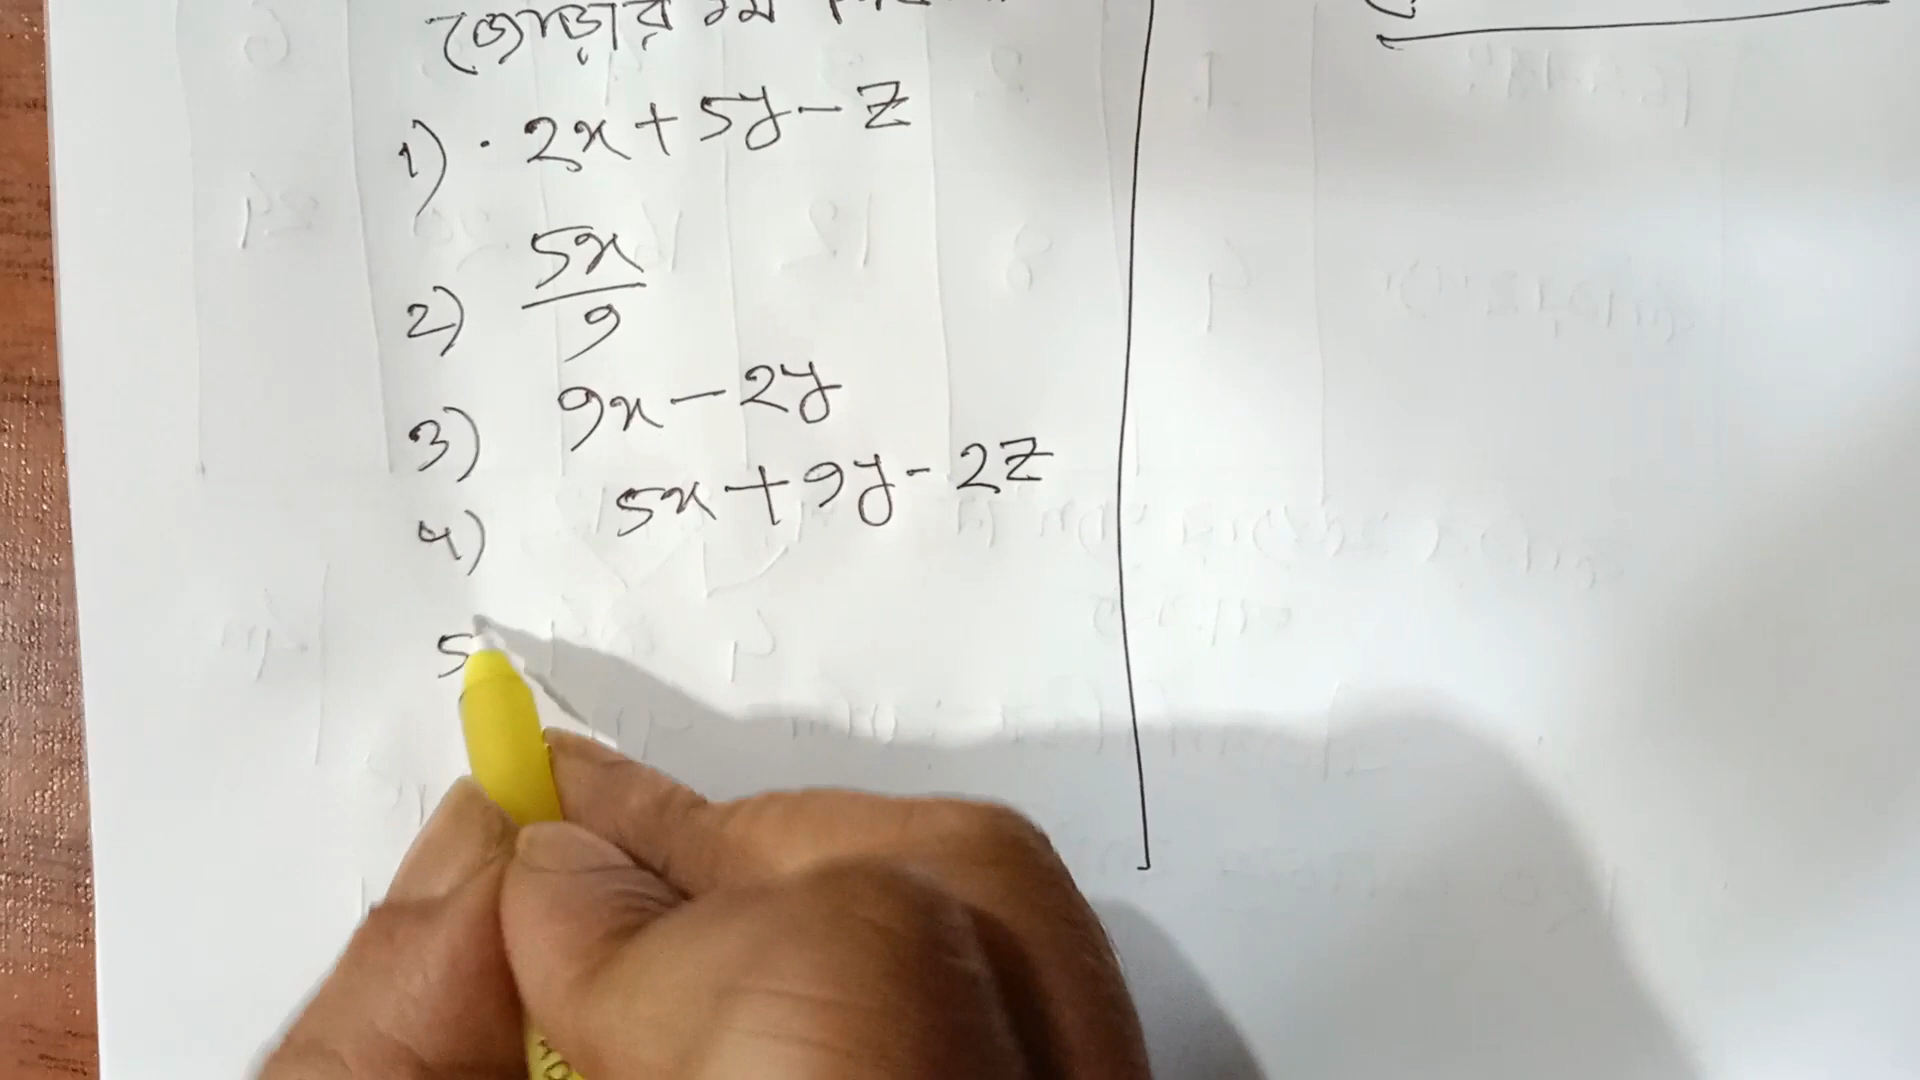 জোড়ার
1) · 2x + 5y - z
2) 5x/9
3) 9x - 2y
4) 5x + 9y - 2z
5